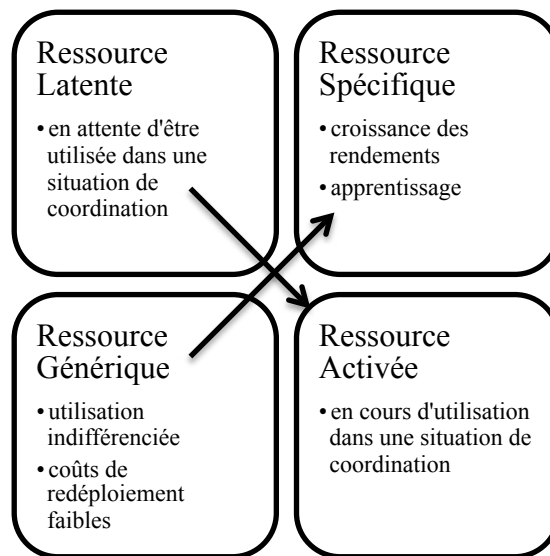 Ressource
Latente
• en attente d'être
utilisée dans une
situation de
coordination
Ressource
Spécifique
• croissance des
rendements
• apprentissage
Ressource
Générique
• utilisation
indifférenciée
• coûts de
redéploiement
faibles
Ressource
Activée
• en cours d'utilisation
dans une situation de
coordination